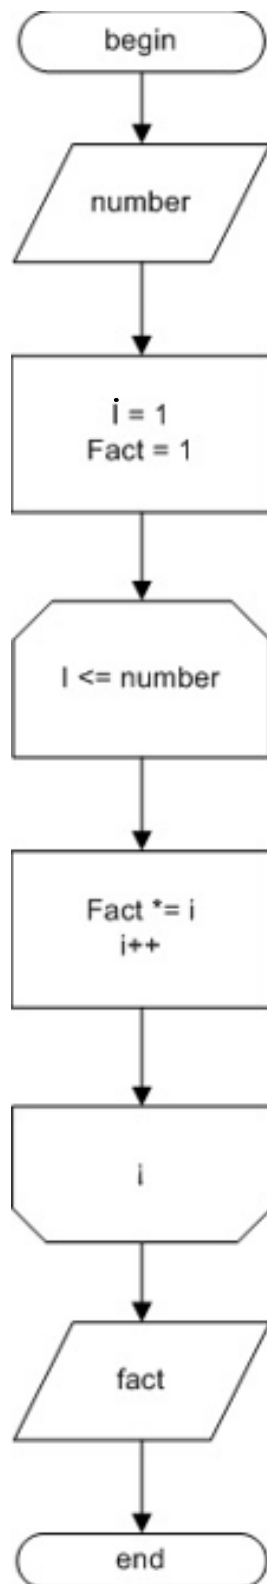 begin
number
i = 1
Fact = 1
I <= number
Fact *= i
i++
i
fact
end